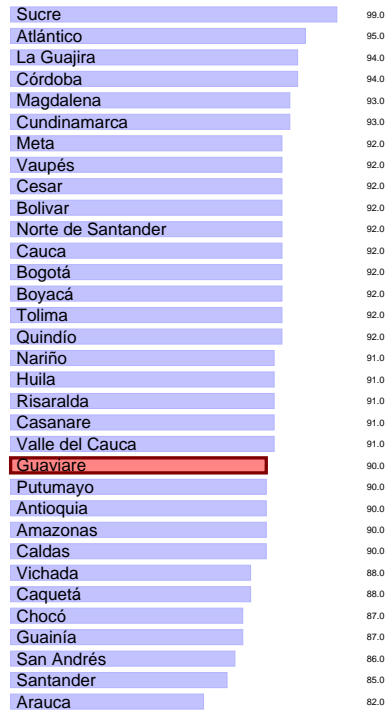 Sucre 99.0
Atlántico 95.0
La Guajira 94.0
Córdoba 94.0
Magdalena 93.0
Cundinamarca 93.0
Meta 92.0
Vaupés 92.0
Cesar 92.0
Bolivar 92.0
Norte de Santander 92.0
Cauca 92.0
Bogotá 92.0
Boyacá 92.0
Tolima 92.0
Quindío 92.0
Nariño 91.0
Huila 91.0
Risaralda 91.0
Casanare 91.0
Valle del Cauca 91.0
Guaviare 90.0
Putumayo 90.0
Antioquia 90.0
Amazonas 90.0
Caldas 90.0
Vichada 88.0
Caquetá 88.0
Chocó 87.0
Guainía 87.0
San Andrés 86.0
Santander 85.0
Arauca 82.0